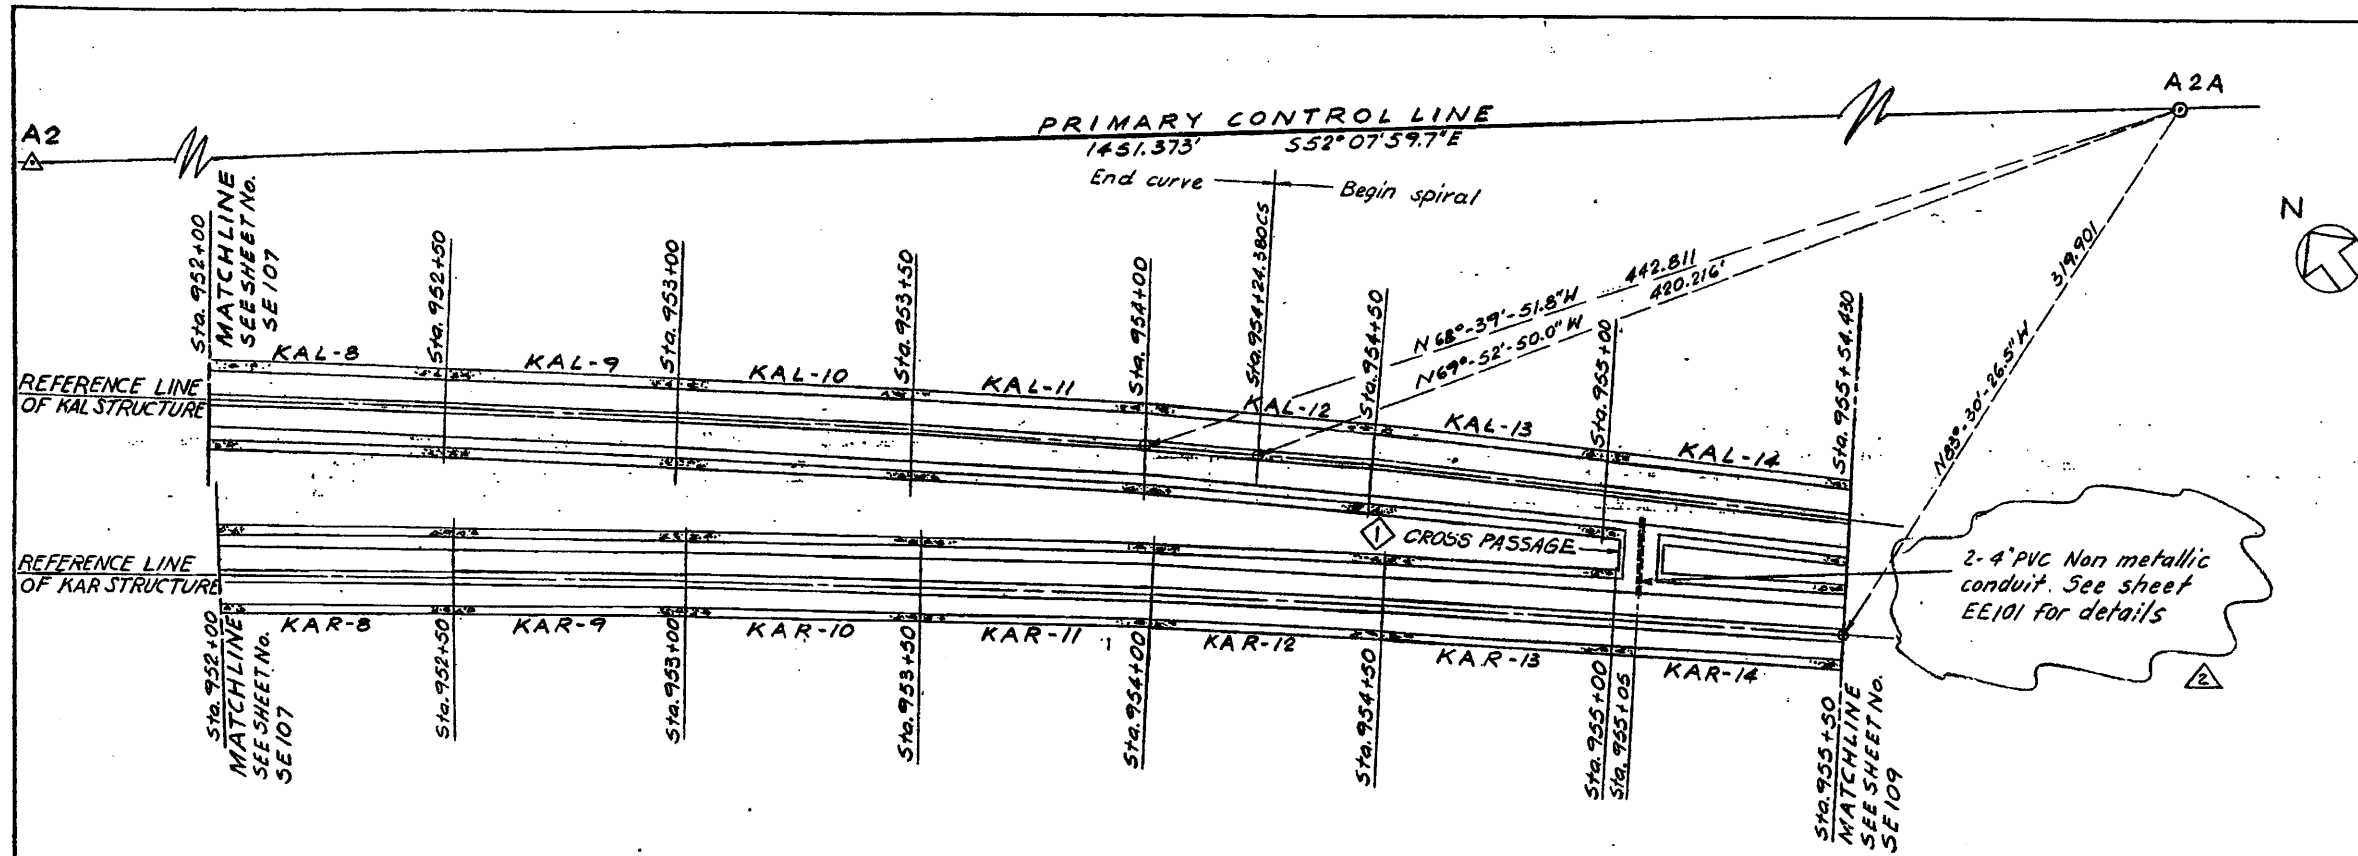 A2
A2A
PRIMARY CONTROL LINE
1451.373' S52°07'59.7"E
End curve
Begin spiral
N
Sta. 952+00
MATCHLINE
SEE SHEET No.
SE107
Sta. 952+50
Sta. 953+00
Sta. 953+50
Sta. 954+00
Sta. 954+24.380CS
Sta. 954+50
Sta. 955+00
Sta. 955+54.430
442.811
N68°-39'-51.8"W
420.216'
N69°-52'-50.0"W
319.901
N83°-30'-26.5"W
KAL-8
KAL-9
KAL-10
KAL-11
KAL-12
KAL-13
KAL-14
REFERENCE LINE
OF KAL STRUCTURE
1
CROSS PASSAGE
REFERENCE LINE
OF KAR STRUCTURE
2-4"PVC Non metallic
conduit. See sheet
EE101 for details
2
KAR-8
KAR-9
KAR-10
KAR-11
KAR-12
KAR-13
KAR-14
Sta. 952+00
MATCHLINE
SEE SHEET No.
SE107
Sta. 952+50
Sta. 953+00
Sta. 953+50
Sta. 954+00
Sta. 954+50
Sta. 955+00
Sta. 955+05
Sta. 955+50
MATCHLINE
SEE SHEET No.
SE109